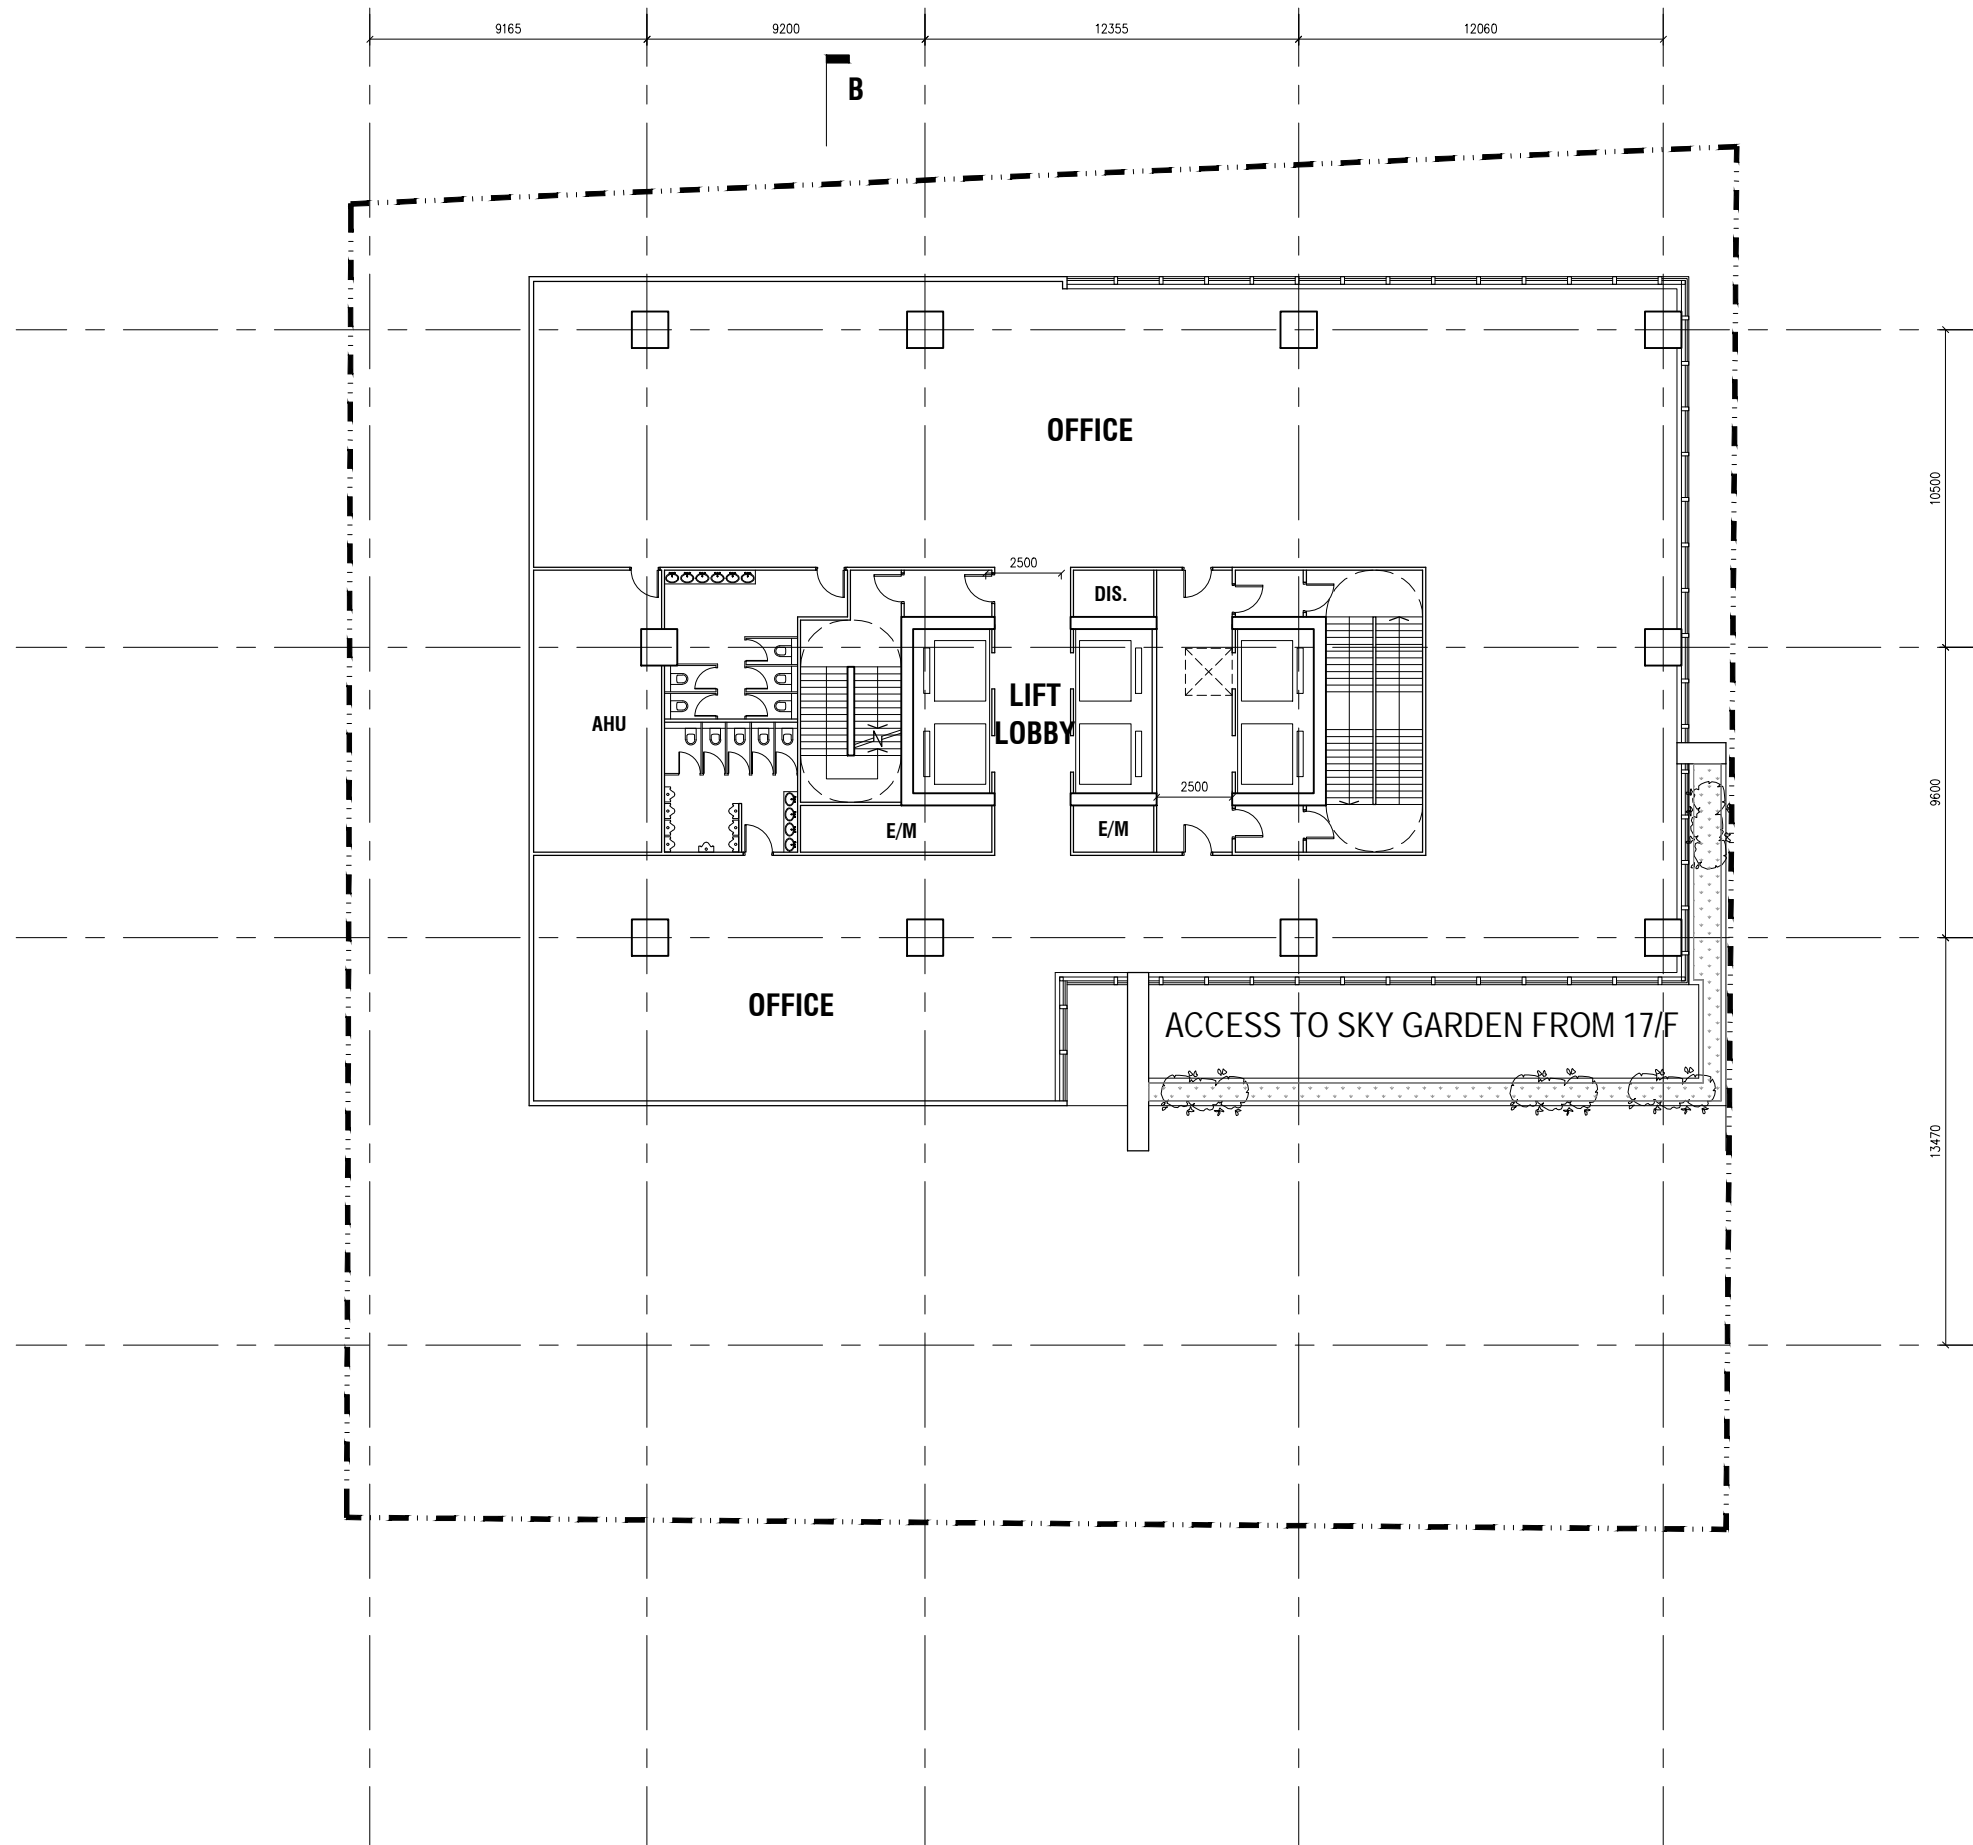 9165
9200
12355
12060
B
OFFICE
10500
2500
DIS.
LIFT
LOBBY
AHU
2500
9600
E/M
E/M
OFFICE
ACCESS TO SKY GARDEN FROM 17/F
13470